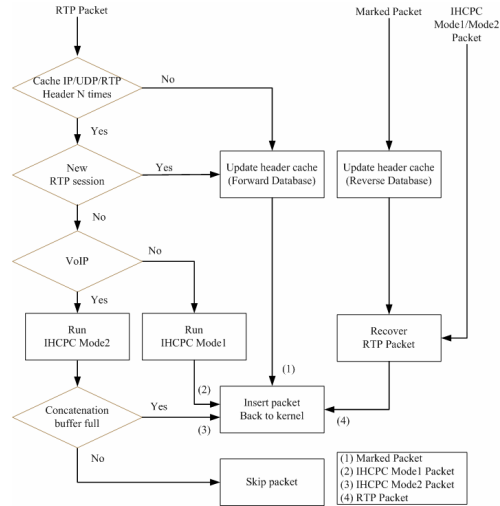 RTP Packet
Marked Packet
IHCPC
Mode1/Mode2
Packet
Cache IP/UDP/RTP
Header N times
No
Yes
New
RTP session
Yes
Update header cache
(Forward Database)
Update header cache
(Reverse Database)
No
VoIP
No
Yes
Run
IHCPC Mode2
Run
IHCPC Mode1
Recover
RTP Packet
(1)
(2)
Concatenation
buffer full
Yes
(3)
Insert packet
Back to kernel
(4)
No
Skip packet
(1) Marked Packet
(2) IHCPC Mode1 Packet
(3) IHCPC Mode2 Packet
(4) RTP Packet